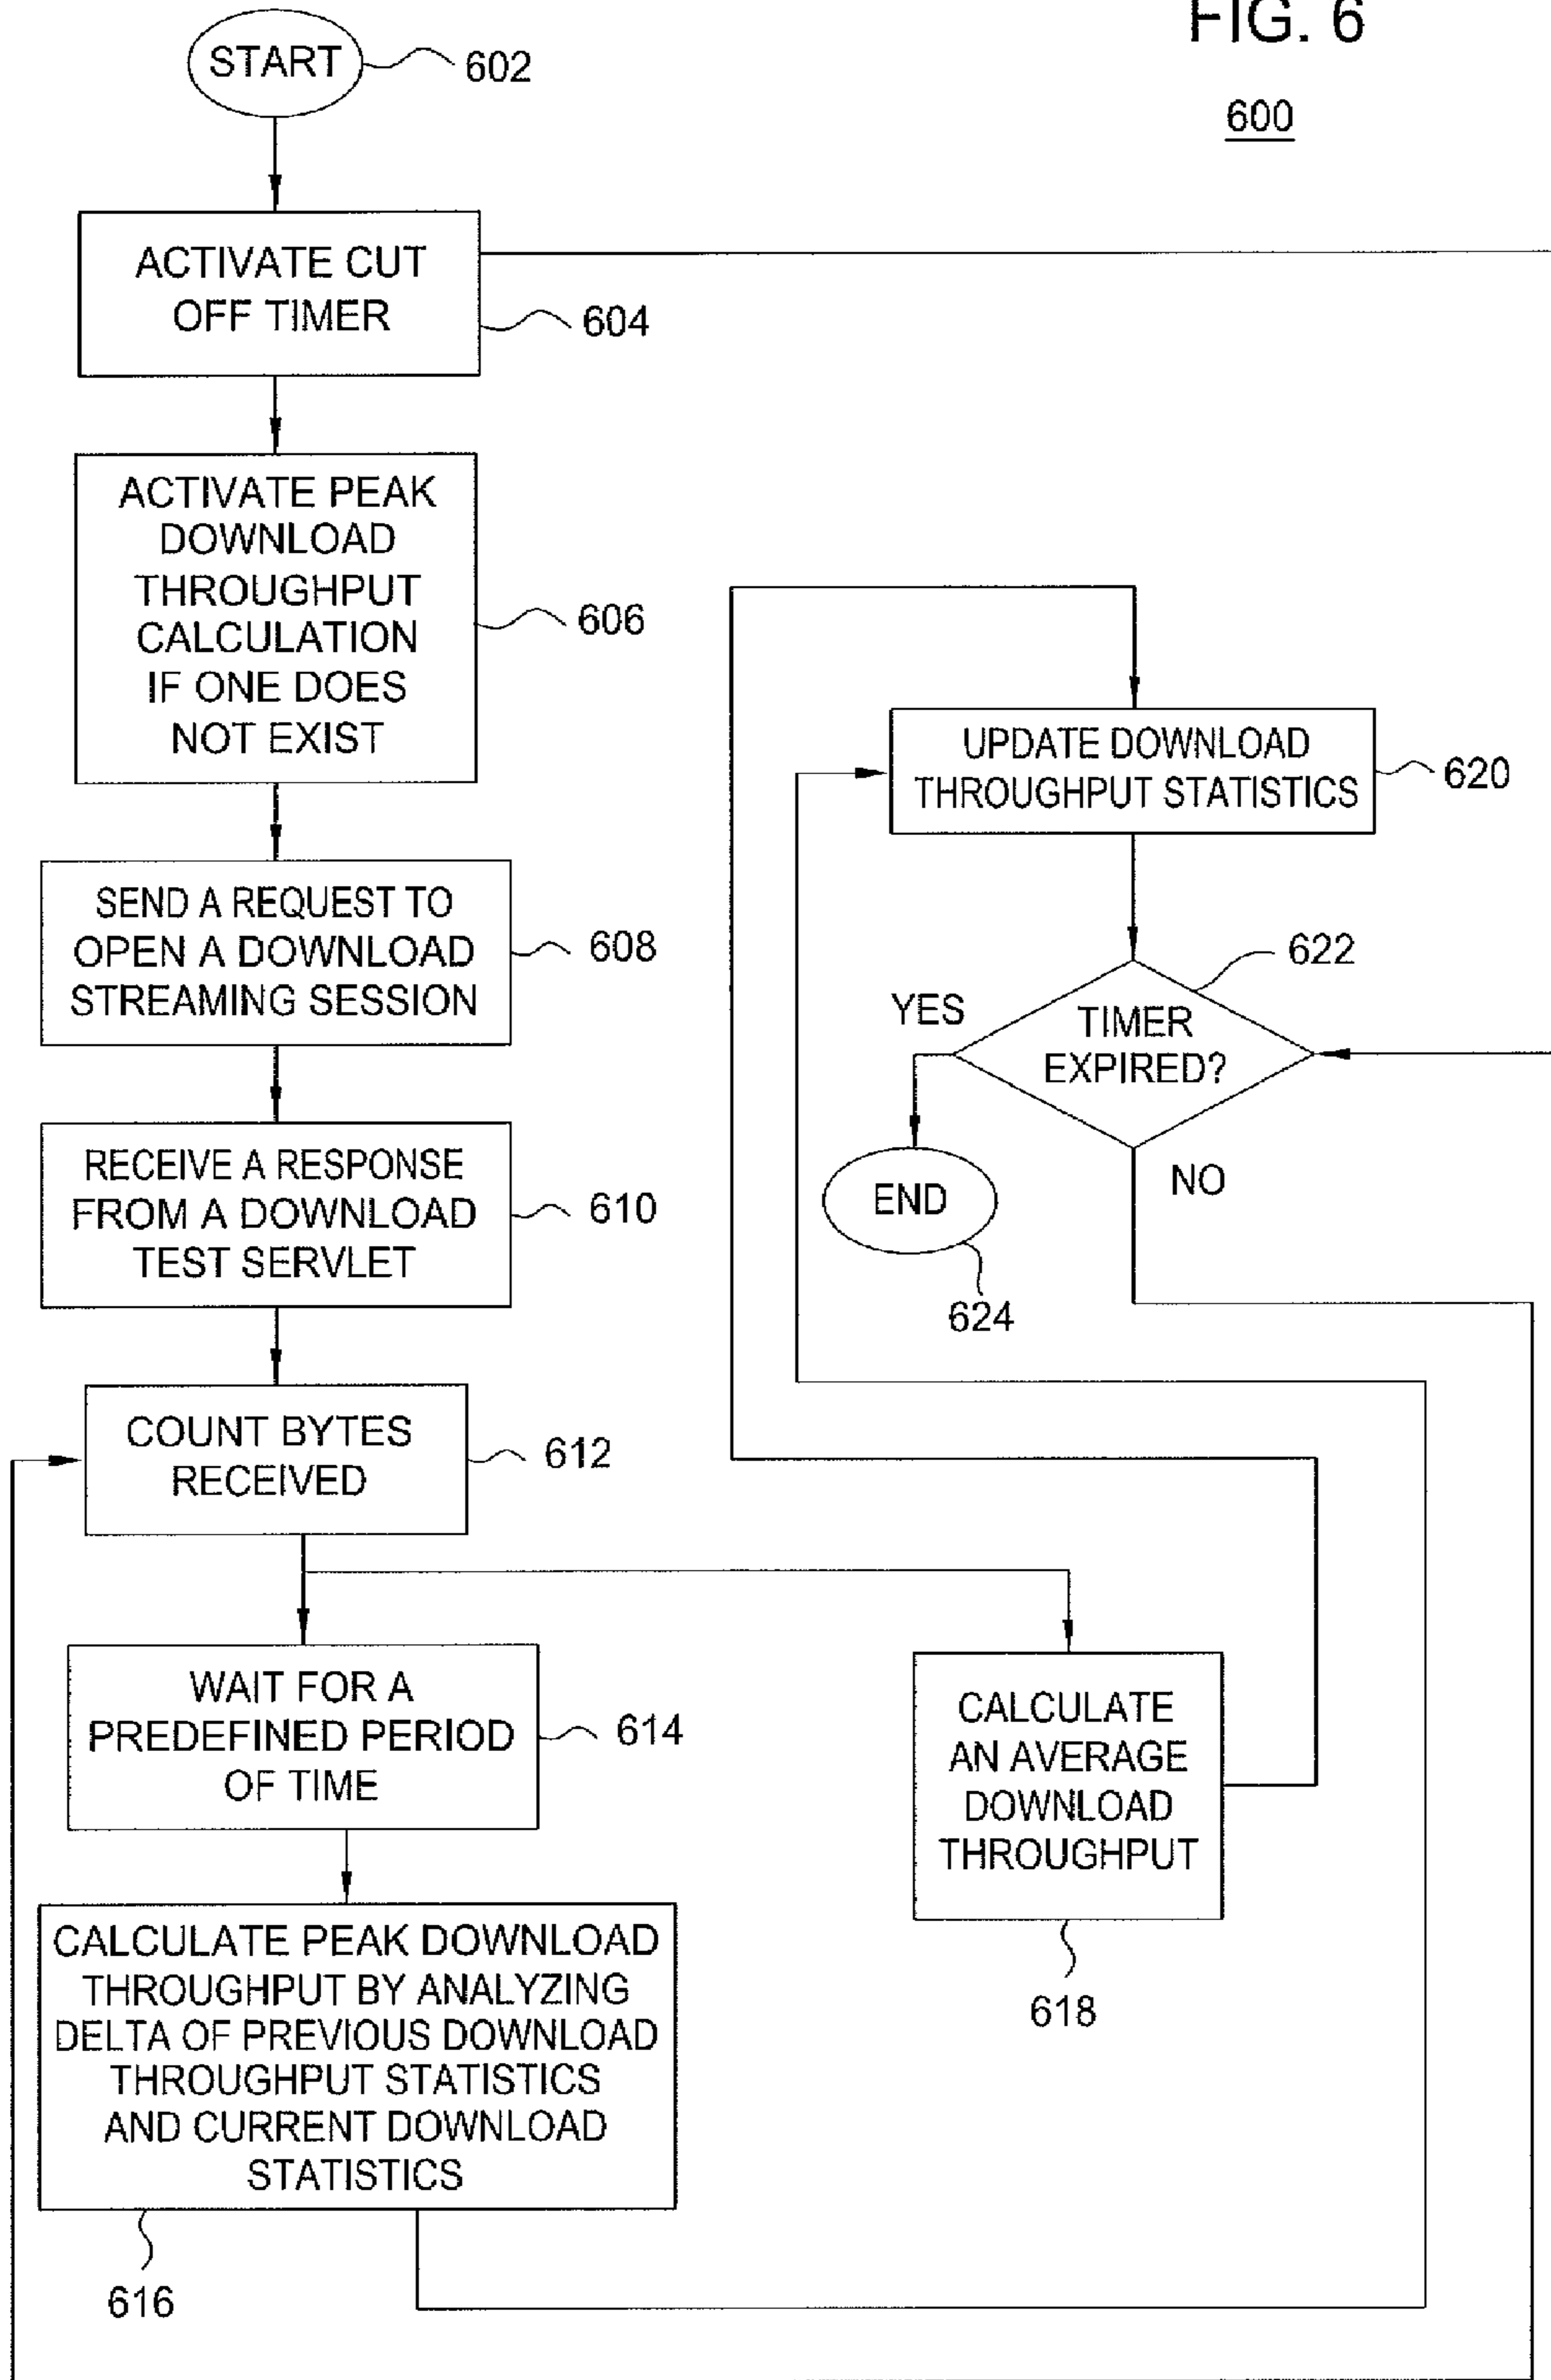 FIG. 6
600
START
602
ACTIVATE CUT
OFF TIMER
604
ACTIVATE PEAK
DOWNLOAD
THROUGHPUT
CALCULATION
IF ONE DOES
NOT EXIST
606
SEND A REQUEST TO
OPEN A DOWNLOAD
STREAMING SESSION
608
RECEIVE A RESPONSE
FROM A DOWNLOAD
TEST SERVLET
610
COUNT BYTES
RECEIVED
612
WAIT FOR A
PREDEFINED PERIOD
OF TIME
614
CALCULATE PEAK DOWNLOAD
THROUGHPUT BY ANALYZING
DELTA OF PREVIOUS DOWNLOAD
THROUGHPUT STATISTICS
AND CURRENT DOWNLOAD
STATISTICS
616
CALCULATE
AN AVERAGE
DOWNLOAD
THROUGHPUT
618
UPDATE DOWNLOAD
THROUGHPUT STATISTICS
620
TIMER
EXPIRED?
622
YES
NO
END
624